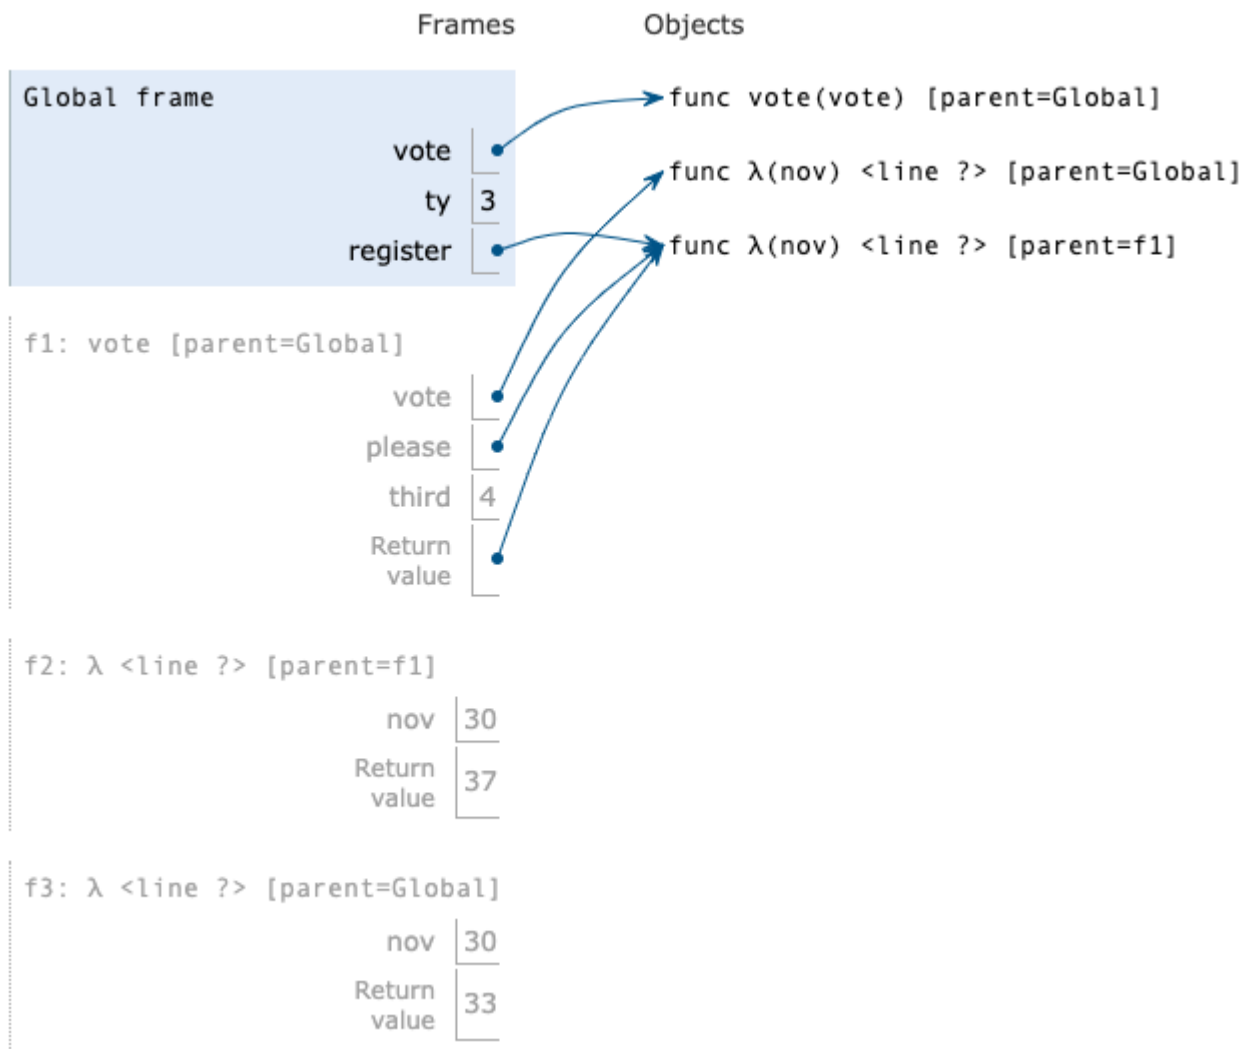 Frames Objects
Global frame
func vote(vote) [parent=Global]
vote
func λ(nov) <line ?> [parent=Global]
ty 3
register
func λ(nov) <line ?> [parent=f1]
f1: vote [parent=Global]
vote
please
third 4
Return
value
f2: λ <line ?> [parent=f1]
nov 30
Return
value 37
f3: λ <line ?> [parent=Global]
nov 30
Return
value 33